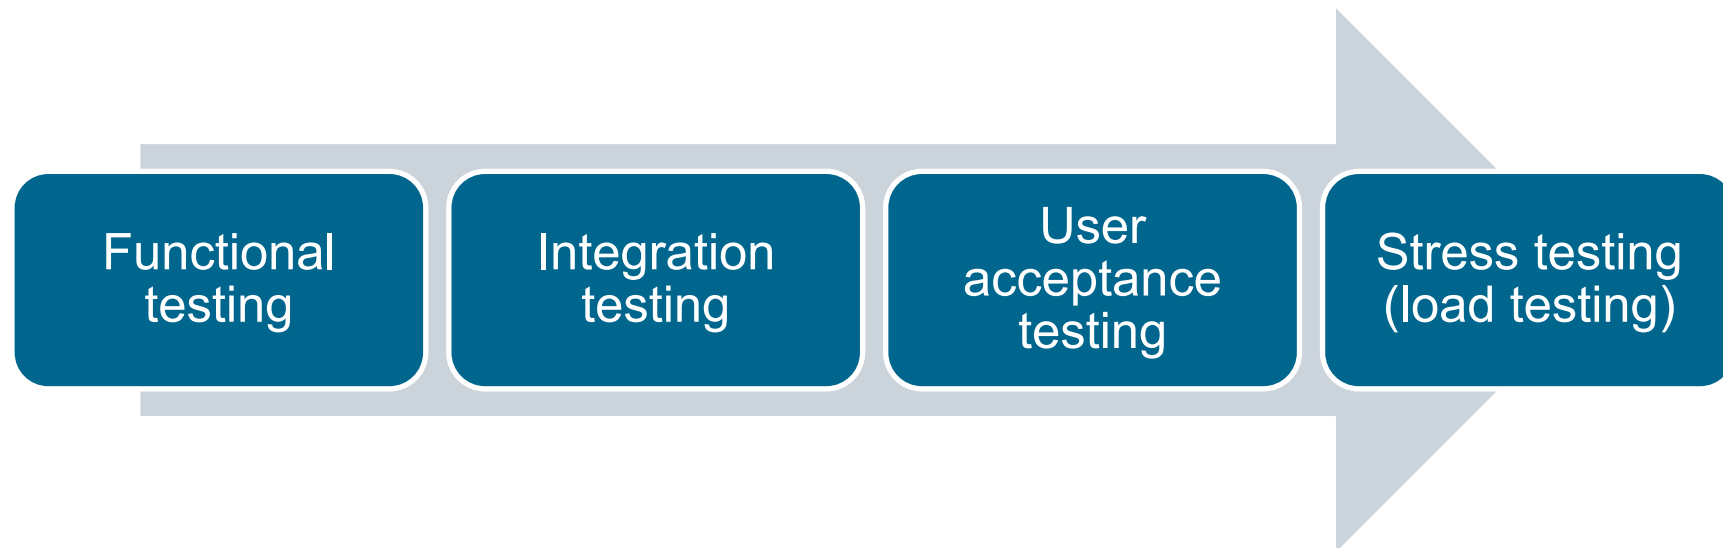 Functional
testing
Integration
testing
User
acceptance
testing
Stress testing
(load testing)